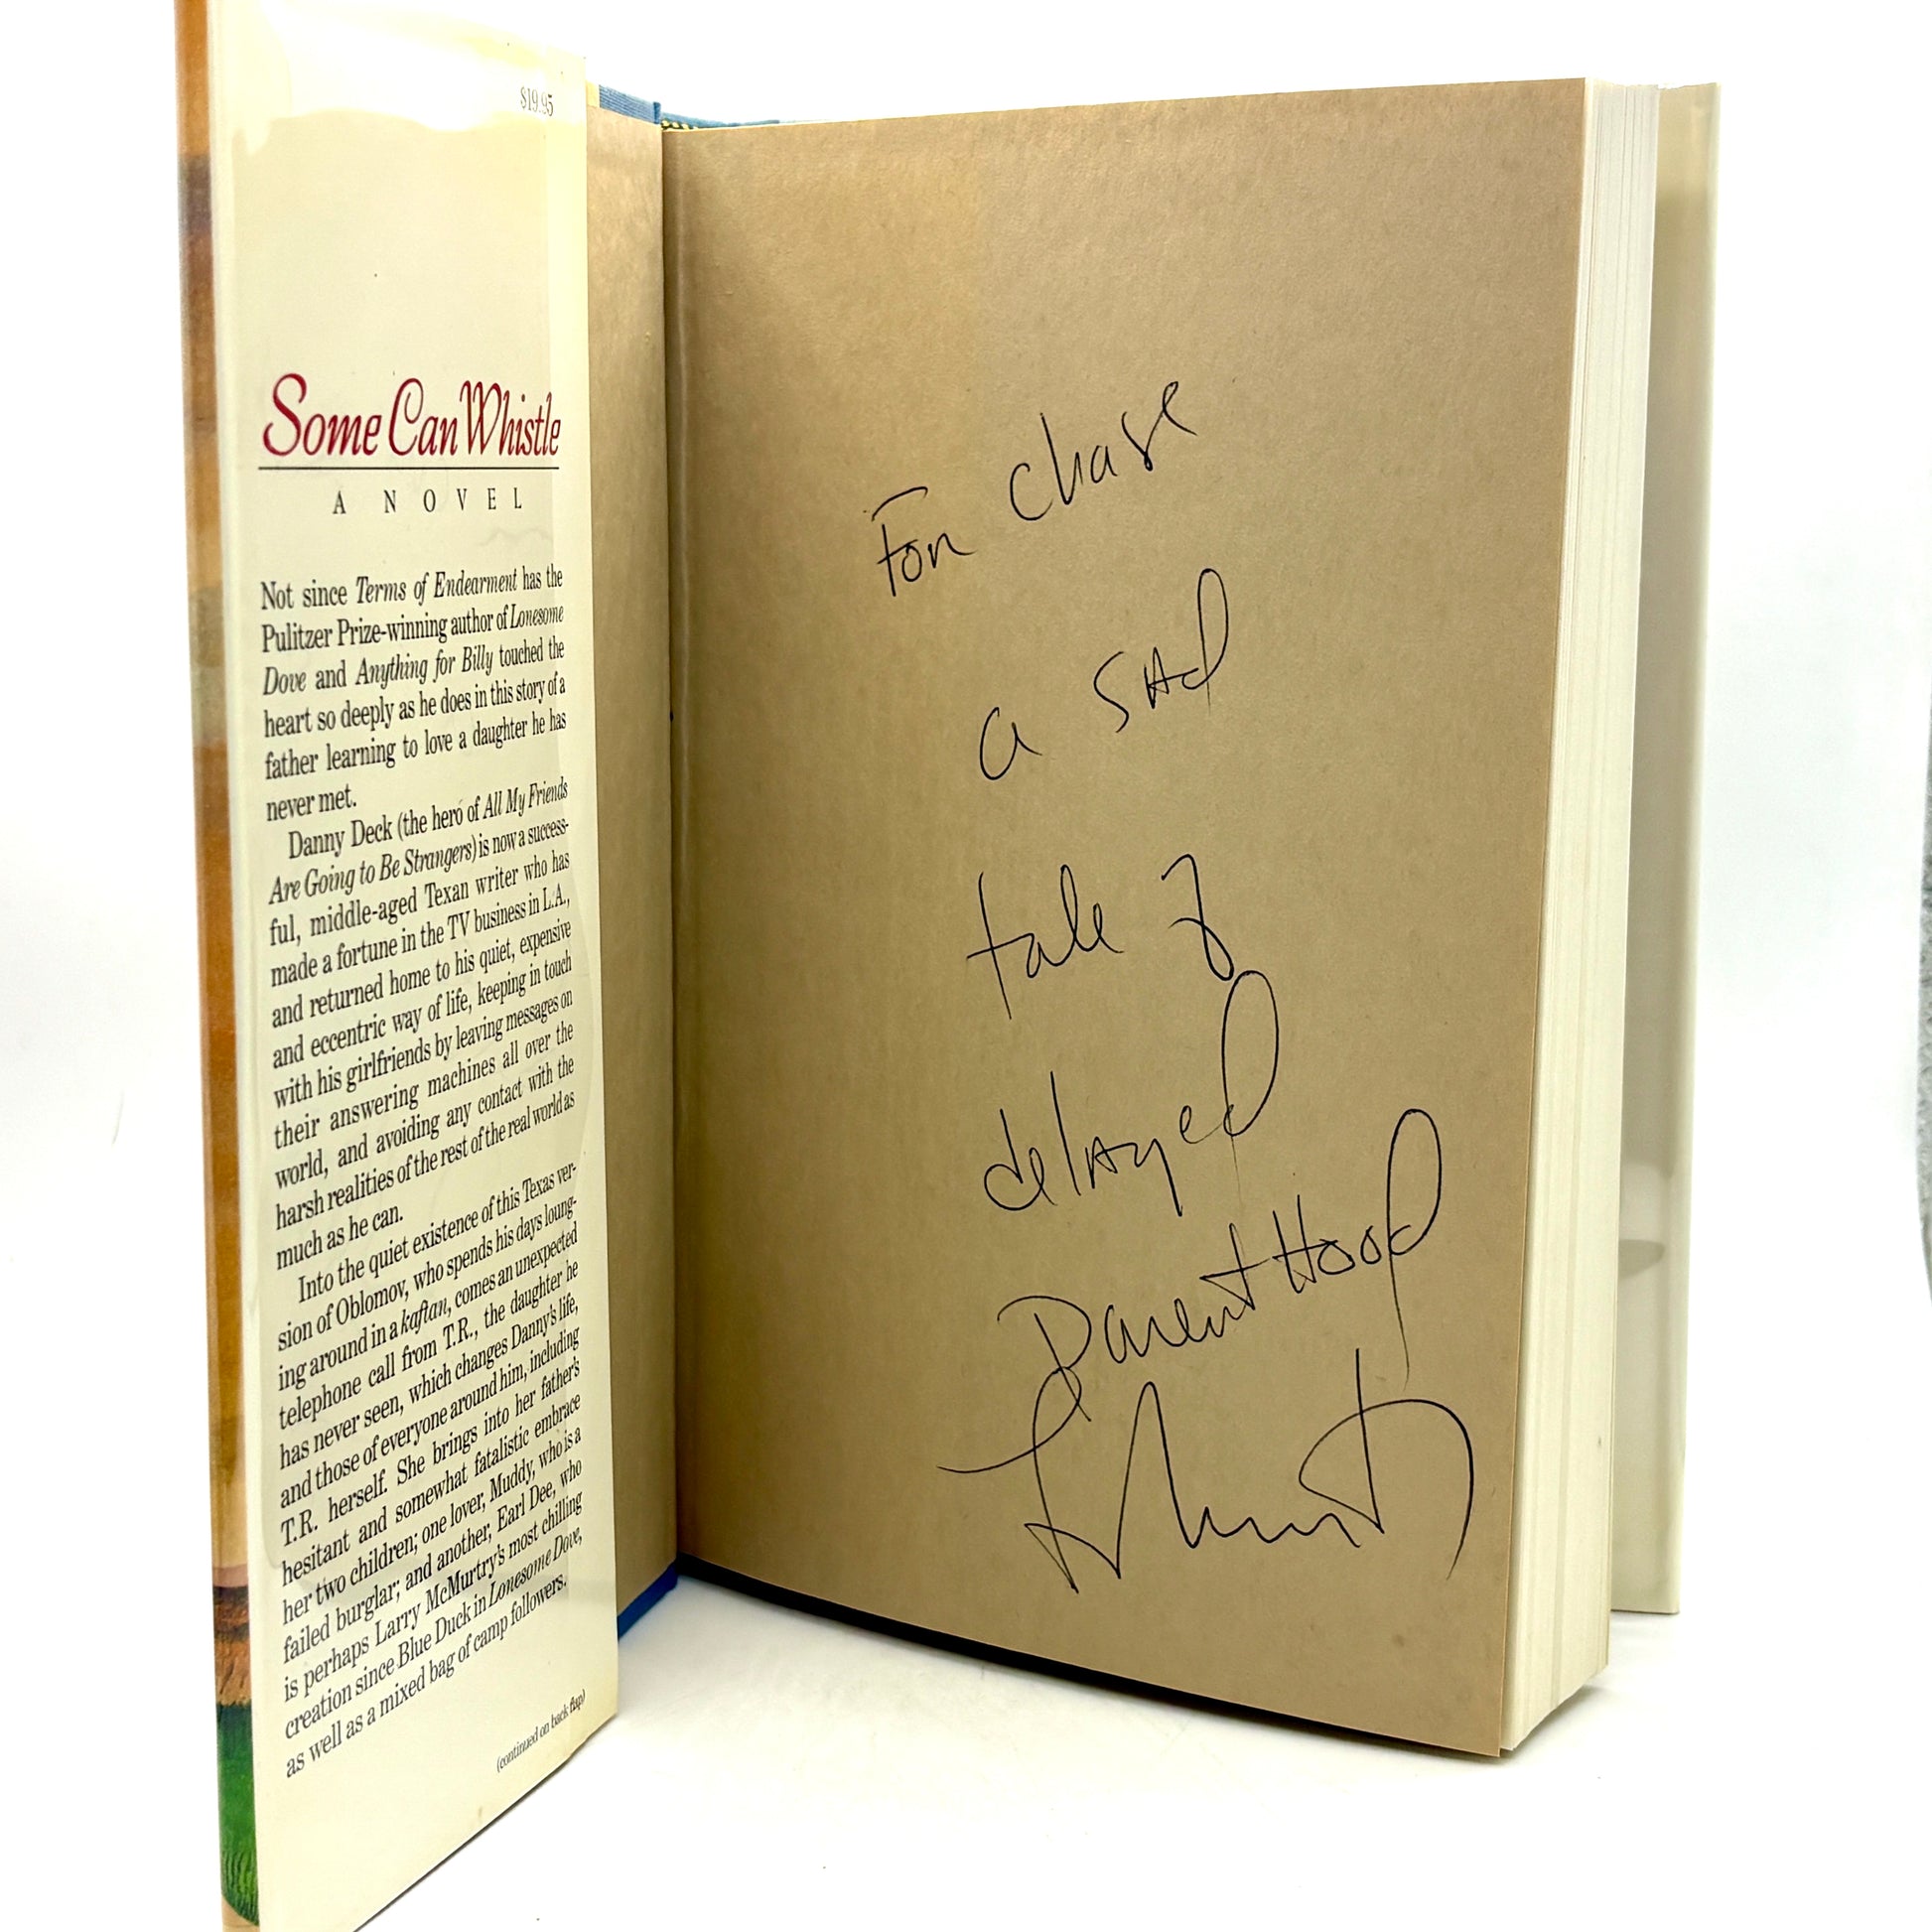 $19.95
Some Can Whistle
A NOVEL
Not since Terms of Endearment has the
Pulitzer Prize-winning author of Lonesome
Dove and Anything for Billy touched the
heart so deeply as he does in this story of a
father learning to love a daughter he has
never met.
Danny Deck (the hero of All My Friends
Are Going to Be Strangers) is now a success-
ful, middle-aged Texan writer who has
made a fortune in the TV business in L.A.,
and returned home to his quiet, expensive
and eccentric way of life, keeping in touch
with his girlfriends by leaving messages on
their answering machines all over the
world, and avoiding any contact with the
harsh realities of the rest of the real world as
much as he can.
Into the quiet existence of this Texas ver-
sion of Oblomov, who spends his days loung-
ing around in a kaftan, comes an unexpected
telephone call from T.R., the daughter he
has never seen, which changes Danny's life,
and those of everyone around him, including
T.R. herself. She brings into her father's
hesitant and somewhat fatalistic embrace
her two children; one lover, Muddy, who is a
failed burglar; and another, Earl Dee, who
is perhaps Larry McMurtry's most chilling
creation since Blue Duck in Lonesome Dove,
as well as a mixed bag of camp followers.
(continued on back flap)
For Chase
a sad
tale of
delayed
Parenthood